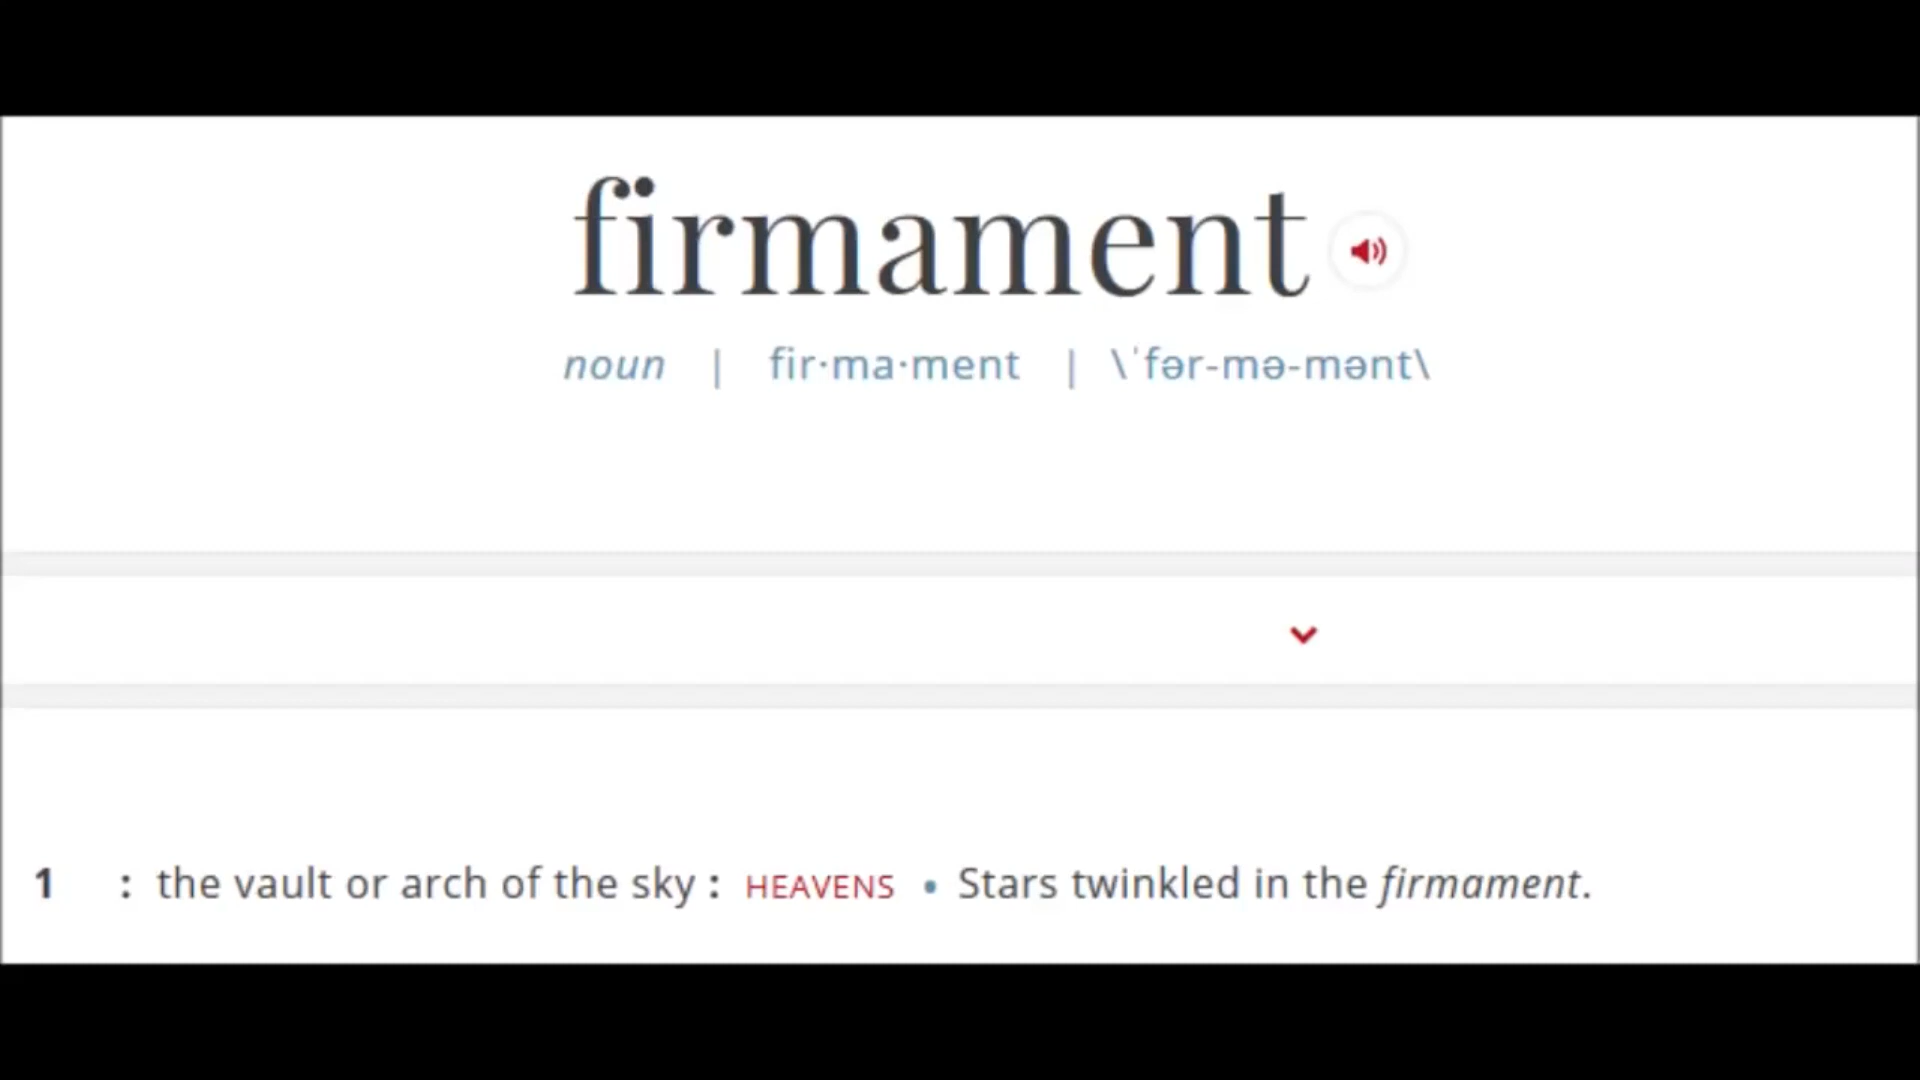 firmament
noun | fir·ma·ment | \ˈfər-mə-mənt\
1 : the vault or arch of the sky : HEAVENS • Stars twinkled in the firmament.